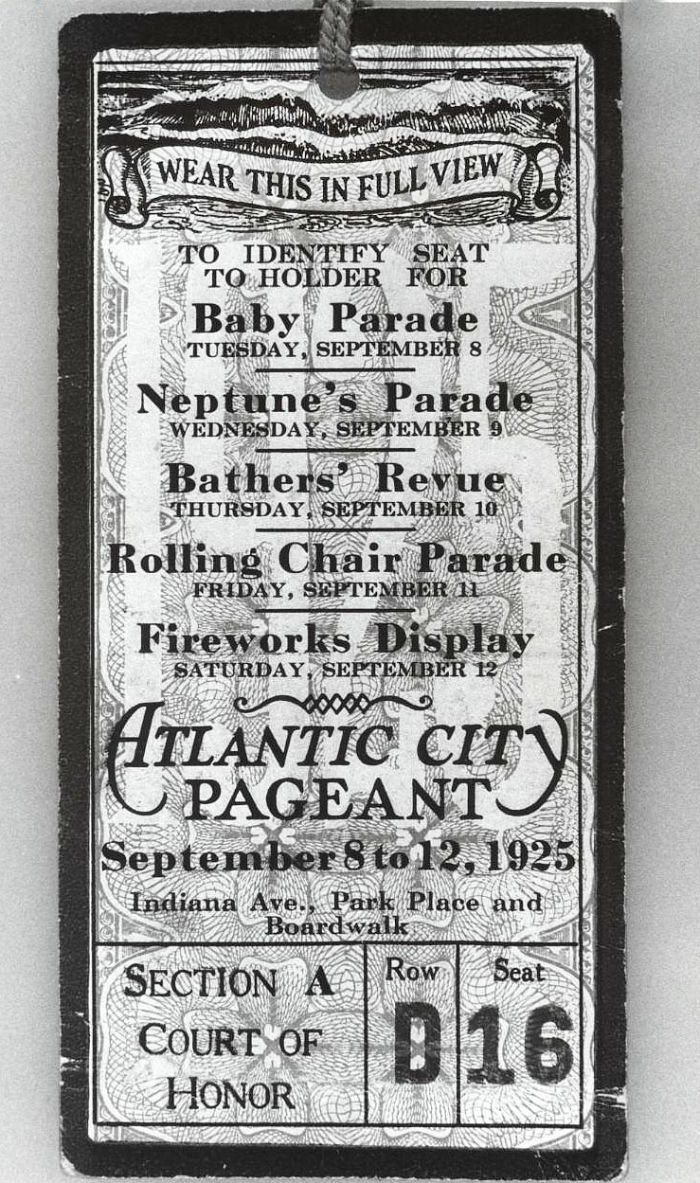 WEAR THIS IN FULL VIEW
TO IDENTIFY SEAT
TO HOLDER FOR
Baby Parade
TUESDAY, SEPTEMBER 8
Neptune's Parade
WEDNESDAY, SEPTEMBER 9
Bathers' Revue
THURSDAY, SEPTEMBER 10
Rolling Chair Parade
FRIDAY, SEPTEMBER 11
Fireworks Display
SATURDAY, SEPTEMBER 12
ATLANTIC CITY
PAGEANT
September 8 to 12, 1925
Indiana Ave., Park Place and
Boardwalk
SECTION A
COURT OF
HONOR
Row
D
Seat
16